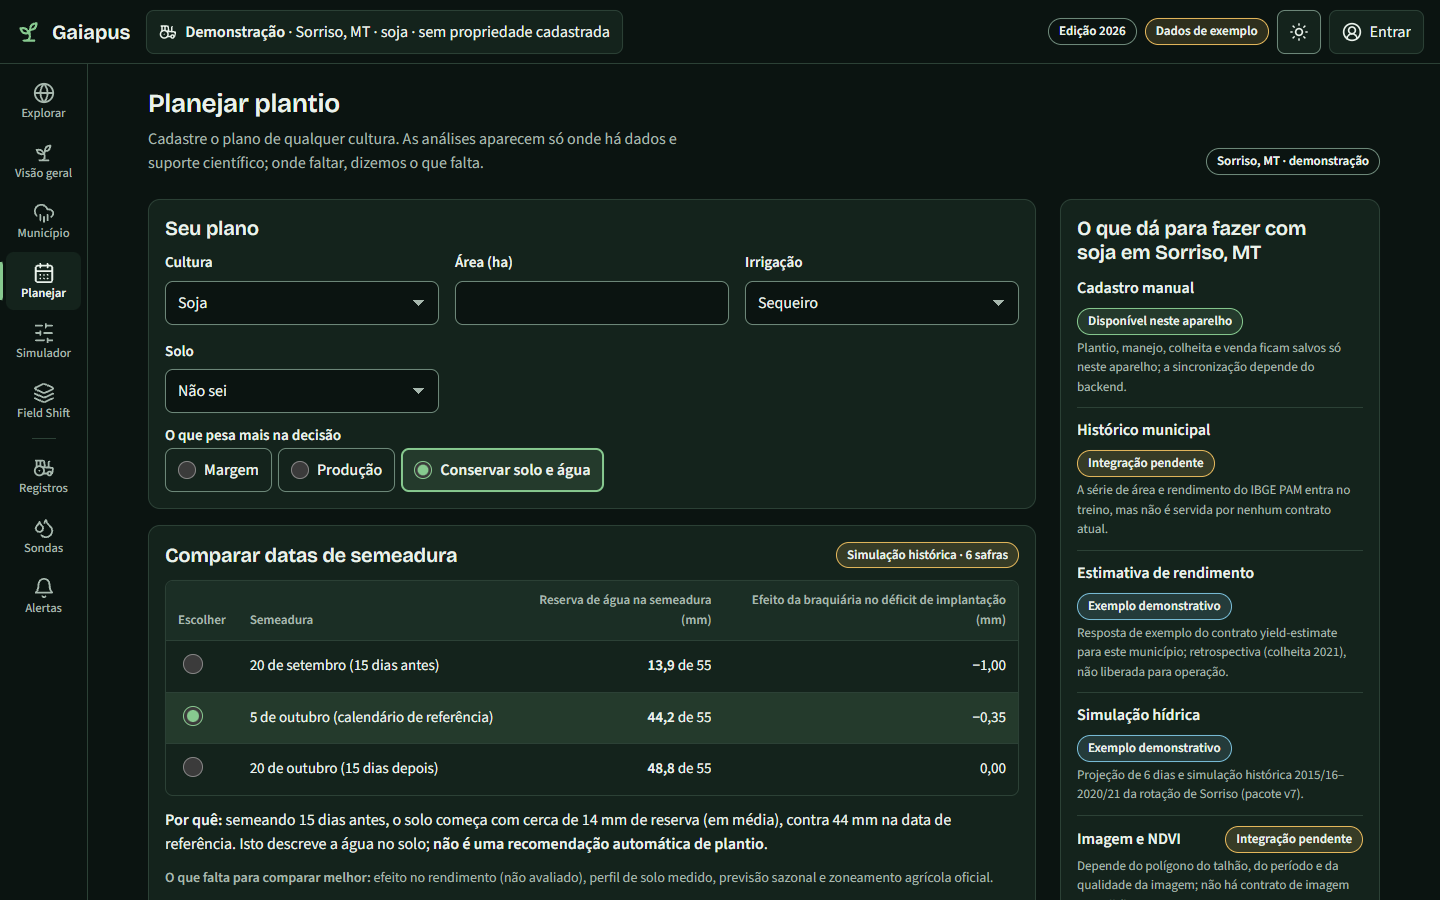 Gaiapus
Demonstração · Sorriso, MT · soja · sem propriedade cadastrada
Edição 2026
Dados de exemplo
Entrar
Explorar
Visão geral
Município
Planejar
Simulador
Field Shift
Registros
Sondas
Alertas
Planejar plantio
Cadastre o plano de qualquer cultura. As análises aparecem só onde há dados e
suporte científico; onde faltar, dizemos o que falta.
Sorriso, MT · demonstração
Seu plano
Cultura
Área (ha)
Irrigação
Soja
Sequeiro
Solo
Não sei
O que pesa mais na decisão
Margem
Produção
Conservar solo e água
Comparar datas de semeadura
Simulação histórica · 6 safras
Escolher
Semeadura
Reserva de água na semeadura
(mm)
Efeito da braquiária no déficit de implantação
(mm)
20 de setembro (15 dias antes)
13,9 de 55
−1,00
5 de outubro (calendário de referência)
44,2 de 55
−0,35
20 de outubro (15 dias depois)
48,8 de 55
0,00
Por quê: semeando 15 dias antes, o solo começa com cerca de 14 mm de reserva (em média), contra 44 mm na data de
referência. Isto descreve a água no solo; não é uma recomendação automática de plantio.
O que falta para comparar melhor: efeito no rendimento (não avaliado), perfil de solo medido, previsão sazonal e zoneamento agrícola oficial.
O que dá para fazer com
soja em Sorriso, MT
Cadastro manual
Disponível neste aparelho
Plantio, manejo, colheita e venda ficam salvos só
neste aparelho; a sincronização depende do
backend.
Histórico municipal
Integração pendente
A série de área e rendimento do IBGE PAM entra no
treino, mas não é servida por nenhum contrato
atual.
Estimativa de rendimento
Exemplo demonstrativo
Resposta de exemplo do contrato yield-estimate
para este município; retrospectiva (colheita 2021),
não liberada para operação.
Simulação hídrica
Exemplo demonstrativo
Projeção de 6 dias e simulação histórica 2015/16–
2020/21 da rotação de Sorriso (pacote v7).
Imagem e NDVI
Integração pendente
Depende do polígono do talhão, do período e da
qualidade da imagem; não há contrato de imagem